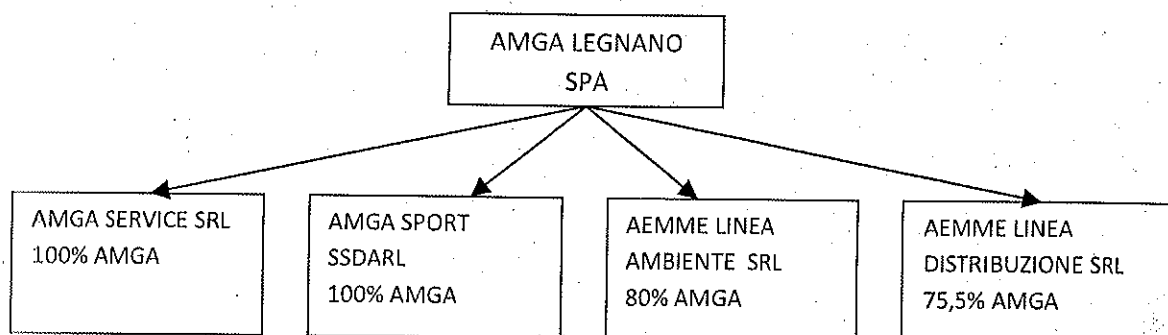 AMGA LEGNANO
SPA
AMGA SERVICE SRL
100% AMGA
AMGA SPORT
SSDARL
100% AMGA
AEMME LINEA
AMBIENTE SRL
80% AMGA
AEMME LINEA
DISTRIBUZIONE SRL
75,5% AMGA